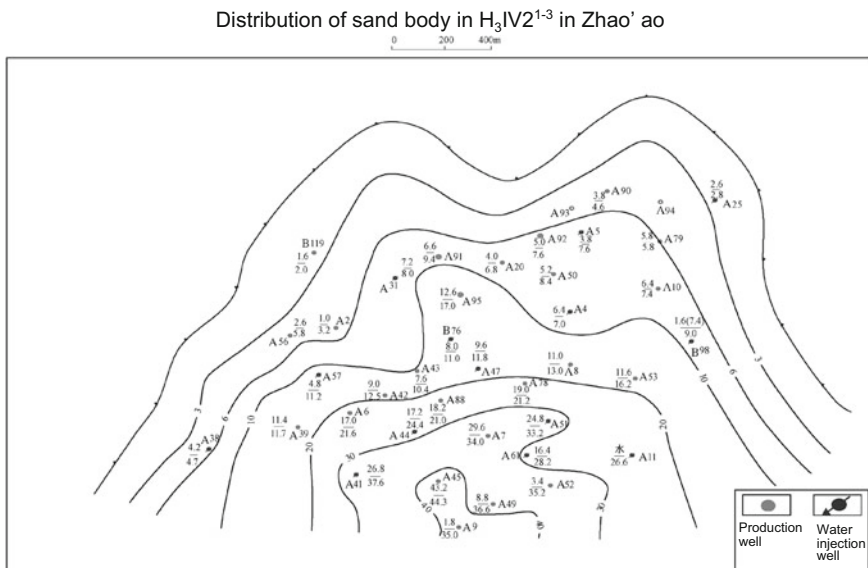 Distribution of sand body in H₃IV2¹⁻³ in Zhao' ao
0 200 400m
3.8 A90
4.6
2.6
2.8 A25
A93
A94
B119
1.6
2.0
6.6
9.4 A91
5.0 A92
7.6
A5
3.8
7.6
5.8 A79
5.8
7.2
8.0
A31
4.0 A20
6.8
5.2 A50
8.4
6.4 A10
7.4
12.6 A95
17.0
6.4 A4
7.0
2.6
5.8
A56
1.0 A2
3.2
B76
8.0
11.0
1.6(7.4)
9.0
B98
9.6
11.8
A47
11.0
13.0 A8
A57
4.8
11.2
A43
7.6
10.4
9.0
12.5 A42
A78
19.0
21.2
11.6 A53
16.2
3
6
10
3
6
10
A6
17.0
21.6
18.2 A88
21.0
11.4
11.7 A39
17.2
24.4
A44
24.8 A51
33.2
29.6 A7
34.0
A38
4.2
4.7
20
30
20
A61 16.4
28.2
水
26.6 A11
26.8
37.6
A41
A45
43.2
44.3
8.8 A49
36.6
3.4 A52
35.2
40
40
30
1.8
35.0 A9
Production well
Water injection well